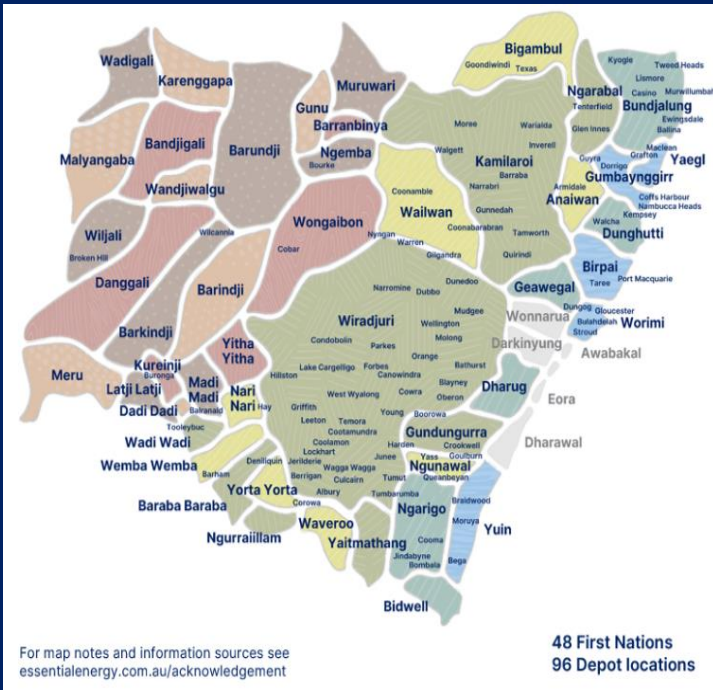 Bigambul
Goondiwindi
Texas
Wadigali
Karenggapa
Muruwari
Gunu
Barranbinya
Ngarabal
Tenterfield
Glen Innes
Kyogle
Tweed Heads
Lismore
Casino
Murwillumbah
Bundjalung
Ewingsdale
Ballina
Maclean
Grafton
Yaegl
Malyangaba
Bandjigali
Barundji
Ngemba
Bourke
Moree
Warialda
Walgett
Inverell
Kamilaroi
Barraba
Narrabri
Gunnedah
Coonabarabran
Tamworth
Quirindi
Guyra
Dorrigo
Gumbaynggirr
Armidale
Anaiwan
Coffs Harbour
Nambucca Heads
Kempsey
Walcha
Dunghutti
Wandjiwalgu
Wongaibon
Cobar
Coonamble
Wailwan
Nyngan
Warren
Gilgandra
Wiljali
Broken Hill
Wilcannia
Danggali
Barindji
Barkindji
Birpai
Taree
Port Macquarie
Geawegal
Wonnarua
Dungog
Gloucester
Bulahdelah
Stroud
Worimi
Darkinyung
Awabakal
Eora
Dharawal
Dharug
Narromine
Dubbo
Dunedoo
Mudgee
Wiradjuri
Wellington
Condobolin
Parkes
Molong
Orange
Lake Cargelligo
Forbes
Bathurst
Hillston
Canowindra
Blayney
West Wyalong
Cowra
Oberon
Griffith
Young
Boorowa
Leeton
Temora
Cootamundra
Coolamon
Harden
Lockhart
Junee
Jerilderie
Wagga Wagga
Berrigan
Culcairn
Tumut
Albury
Tumbarumba
Corowa
Meru
Kureinji
Buronga
Latji Latji
Yitha
Yitha
Madi
Madi
Balranald
Nari
Nari
Hay
Dadi Dadi
Tooleybuc
Wadi Wadi
Wemba Wemba
Barham
Deniliquin
Yorta Yorta
Baraba Baraba
Ngurraiillam
Waveroo
Yaitmathang
Gundungurra
Crookwell
Goulburn
Yass
Ngunawal
Queanbeyan
Ngarigo
Cooma
Jindabyne
Bombala
Braidwood
Moruya
Yuin
Bega
Bidwell
For map notes and information sources see
essentialenergy.com.au/acknowledgement
48 First Nations
96 Depot locations